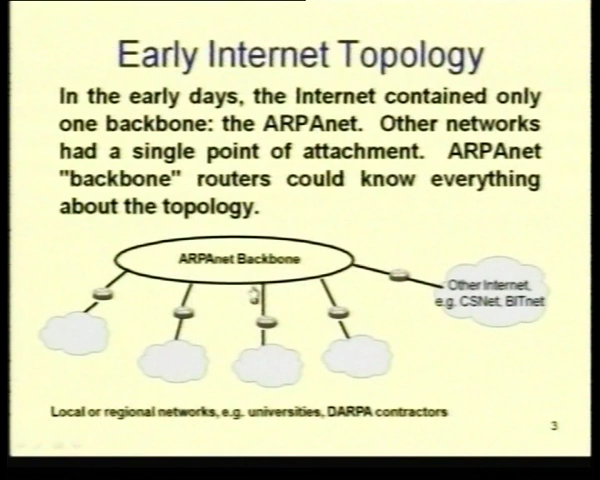 Early Internet Topology
In the early days, the Internet contained only
one backbone: the ARPAnet. Other networks
had a single point of attachment. ARPAnet
"backbone" routers could know everything
about the topology.
ARPAnet Backbone
Other Internet,
e.g. CSNet, BITnet
Local or regional networks, e.g. universities, DARPA contractors
3